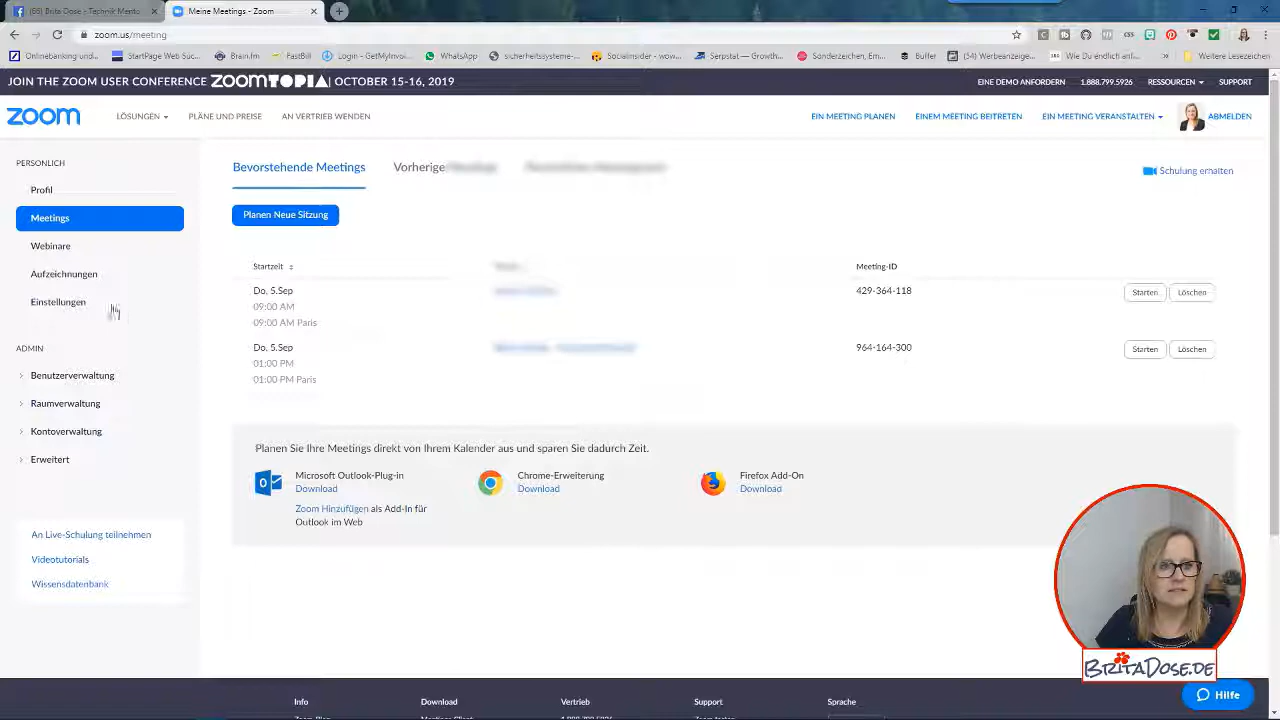 (66) Brita Dose - Technik Mento
Meine Meetings - Zoom
zoom.us/meeting
Onlinebanking und...
StartPage Web Suc...
Brain.fm
FastBill
Login - GetMyInvoi...
WhatsApp
sicherheitssysteme-...
SocialInsider - wow...
Serpstat — Growth...
Sonderzeichen, Em...
Buffer
(54) Werbeanzeige...
Wie Du endlich am...
Weitere Lesezeichen
JOIN THE ZOOM USER CONFERENCE ZOOMTOPIA | OCTOBER 15-16, 2019
EINE DEMO ANFORDERN
1.888.799.5926
RESSOURCEN
SUPPORT
zoom
LÖSUNGEN
PLÄNE UND PREISE
AN VERTRIEB WENDEN
EIN MEETING PLANEN
EINEM MEETING BEITRETEN
EIN MEETING VERANSTALTEN
ABMELDEN
PERSÖNLICH
Profil
Meetings
Webinare
Aufzeichnungen
Einstellungen
ADMIN
Benutzerverwaltung
Raumverwaltung
Kontoverwaltung
Erweitert
An Live-Schulung teilnehmen
Videotutorials
Wissensdatenbank
Bevorstehende Meetings
Vorherige
Schulung erhalten
Planen Neue Sitzung
Startzeit
Meeting-ID
Do, 5.Sep
09:00 AM
09:00 AM Paris
429-364-118
Starten
Löschen
Do, 5.Sep
01:00 PM
01:00 PM Paris
964-164-300
Starten
Löschen
Planen Sie Ihre Meetings direkt von Ihrem Kalender aus und sparen Sie dadurch Zeit.
Microsoft Outlook-Plug-in
Download
Zoom Hinzufügen als Add-In für
Outlook im Web
Chrome-Erweiterung
Download
Firefox Add-On
Download
BRITADOSE.DE
Hilfe
Info
Download
Vertrieb
Support
Sprache